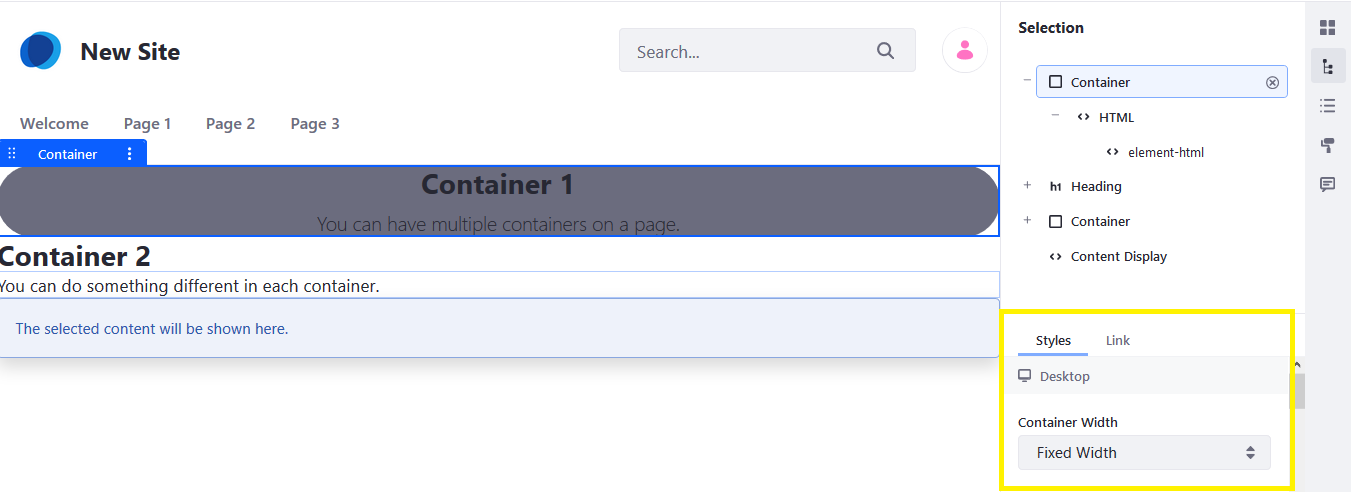 New Site
Search...
Welcome Page 1 Page 2 Page 3
Container
Container 1
You can have multiple containers on a page.
Container 2
You can do something different in each container.
The selected content will be shown here.
Selection
Container
HTML
element-html
h1 Heading
Container
Content Display
Styles Link
Desktop
Container Width
Fixed Width